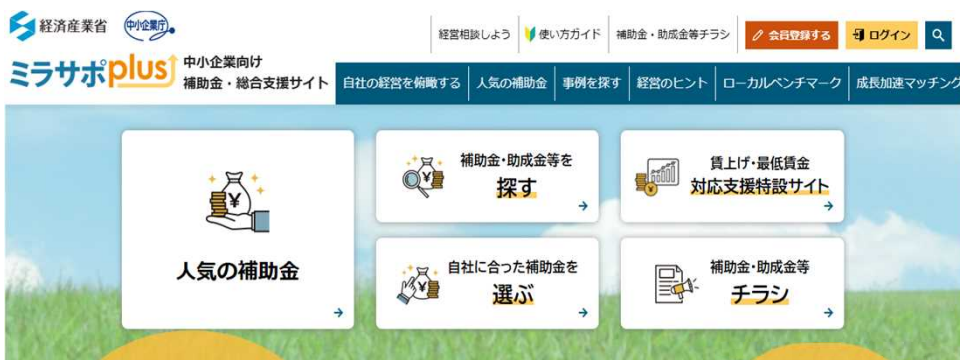 経済産業省
中小企業庁
経営相談しよう
使い方ガイド
補助金・助成金等チラシ
会員登録する
ログイン
ミラサポplus
中小企業向け
補助金・総合支援サイト
自社の経営を俯瞰する
人気の補助金
事例を探す
経営のヒント
ローカルベンチマーク
成長加速マッチング
人気の補助金
補助金・助成金等を
探す
賃上げ・最低賃金
対応支援特設サイト
自社に合った補助金を
選ぶ
補助金・助成金等
チラシ